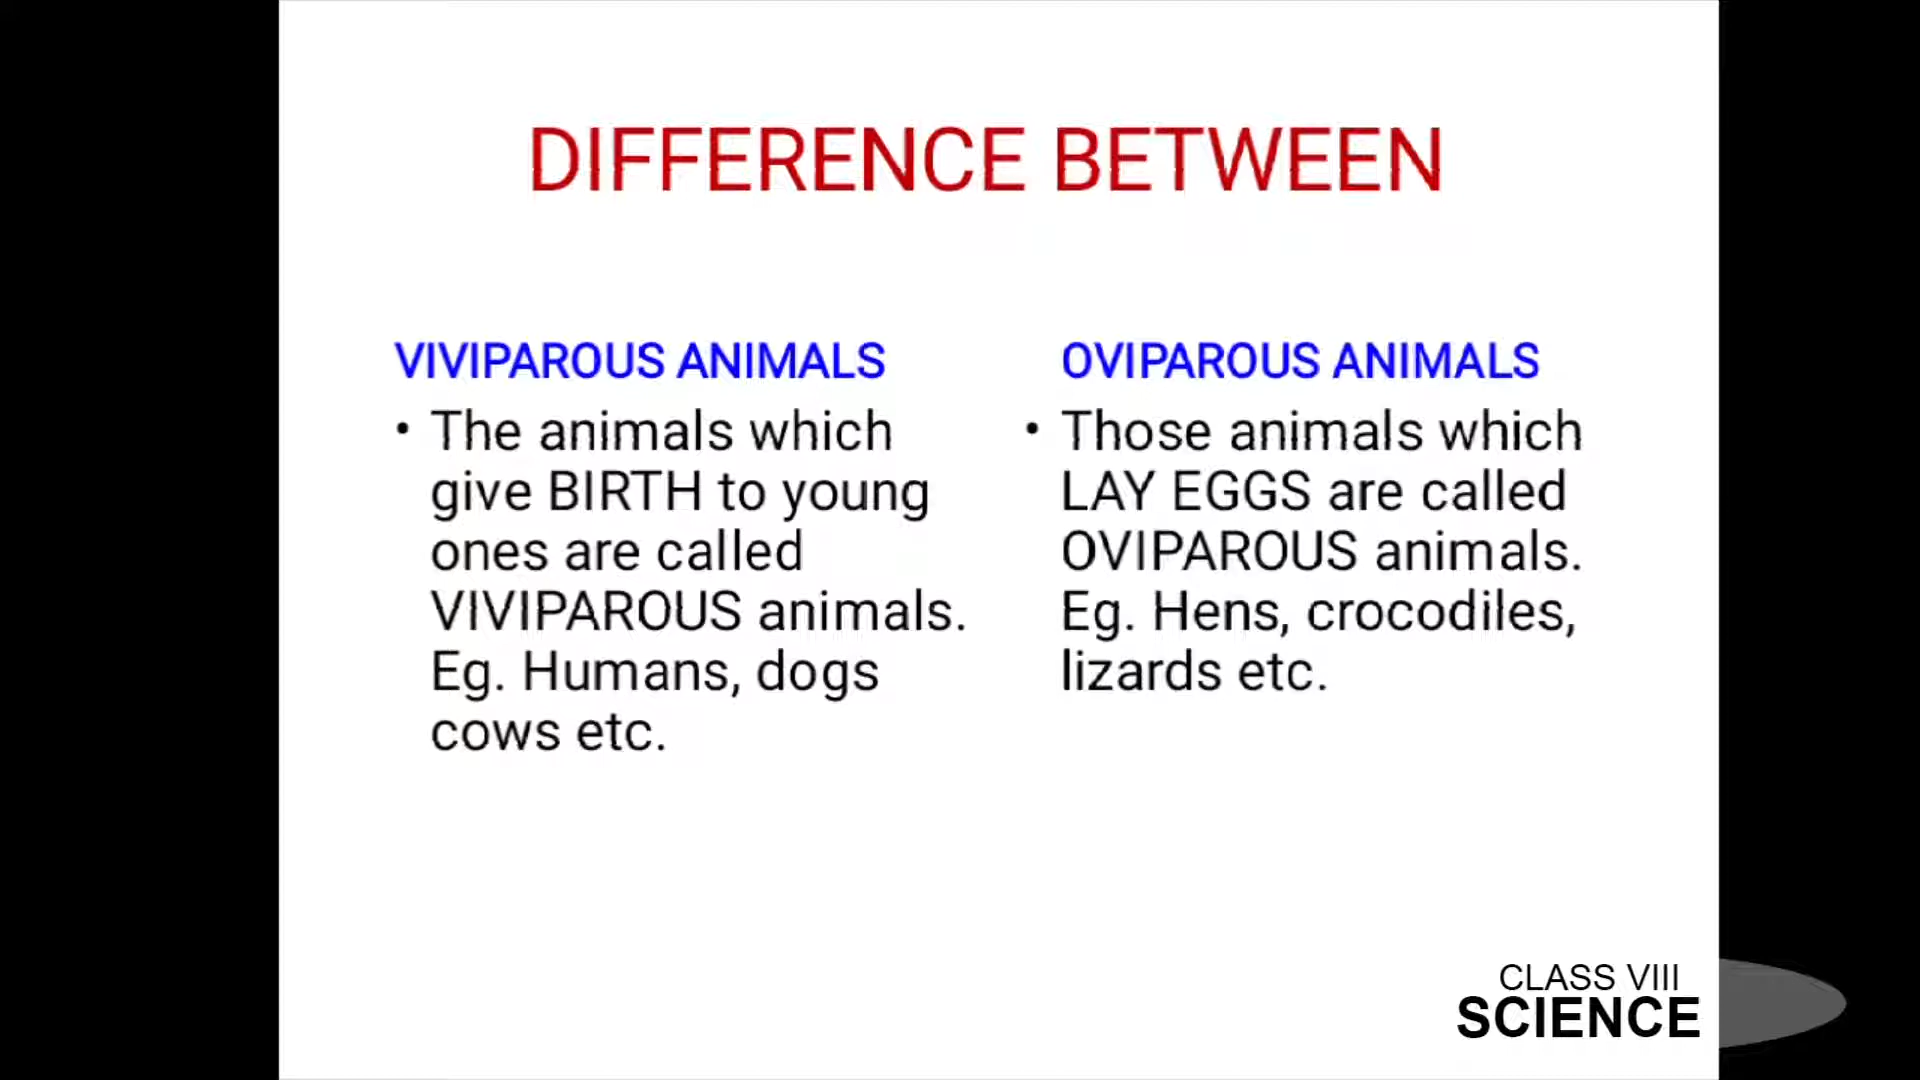 DIFFERENCE BETWEEN
VIVIPAROUS ANIMALS
• The animals which
give BIRTH to young
ones are called
VIVIPAROUS animals.
Eg. Humans, dogs
cows etc.
OVIPAROUS ANIMALS
• Those animals which
LAY EGGS are called
OVIPAROUS animals.
Eg. Hens, crocodiles,
lizards etc.
CLASS VIII
SCIENCE